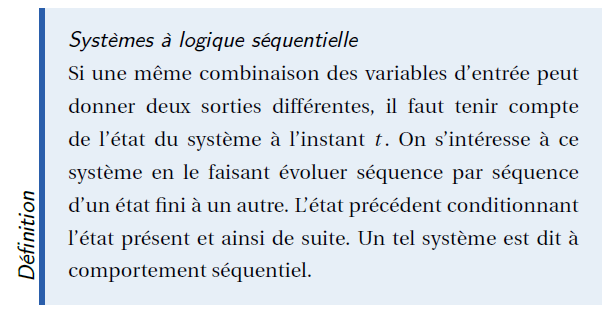 Définition
Systèmes à logique séquentielle
Si une même combinaison des variables d'entrée peut
donner deux sorties différentes, il faut tenir compte
de l'état du système à l'instant t. On s'intéresse à ce
système en le faisant évoluer séquence par séquence
d'un état fini à un autre. L'état précédent conditionnant
l'état présent et ainsi de suite. Un tel système est dit à
comportement séquentiel.